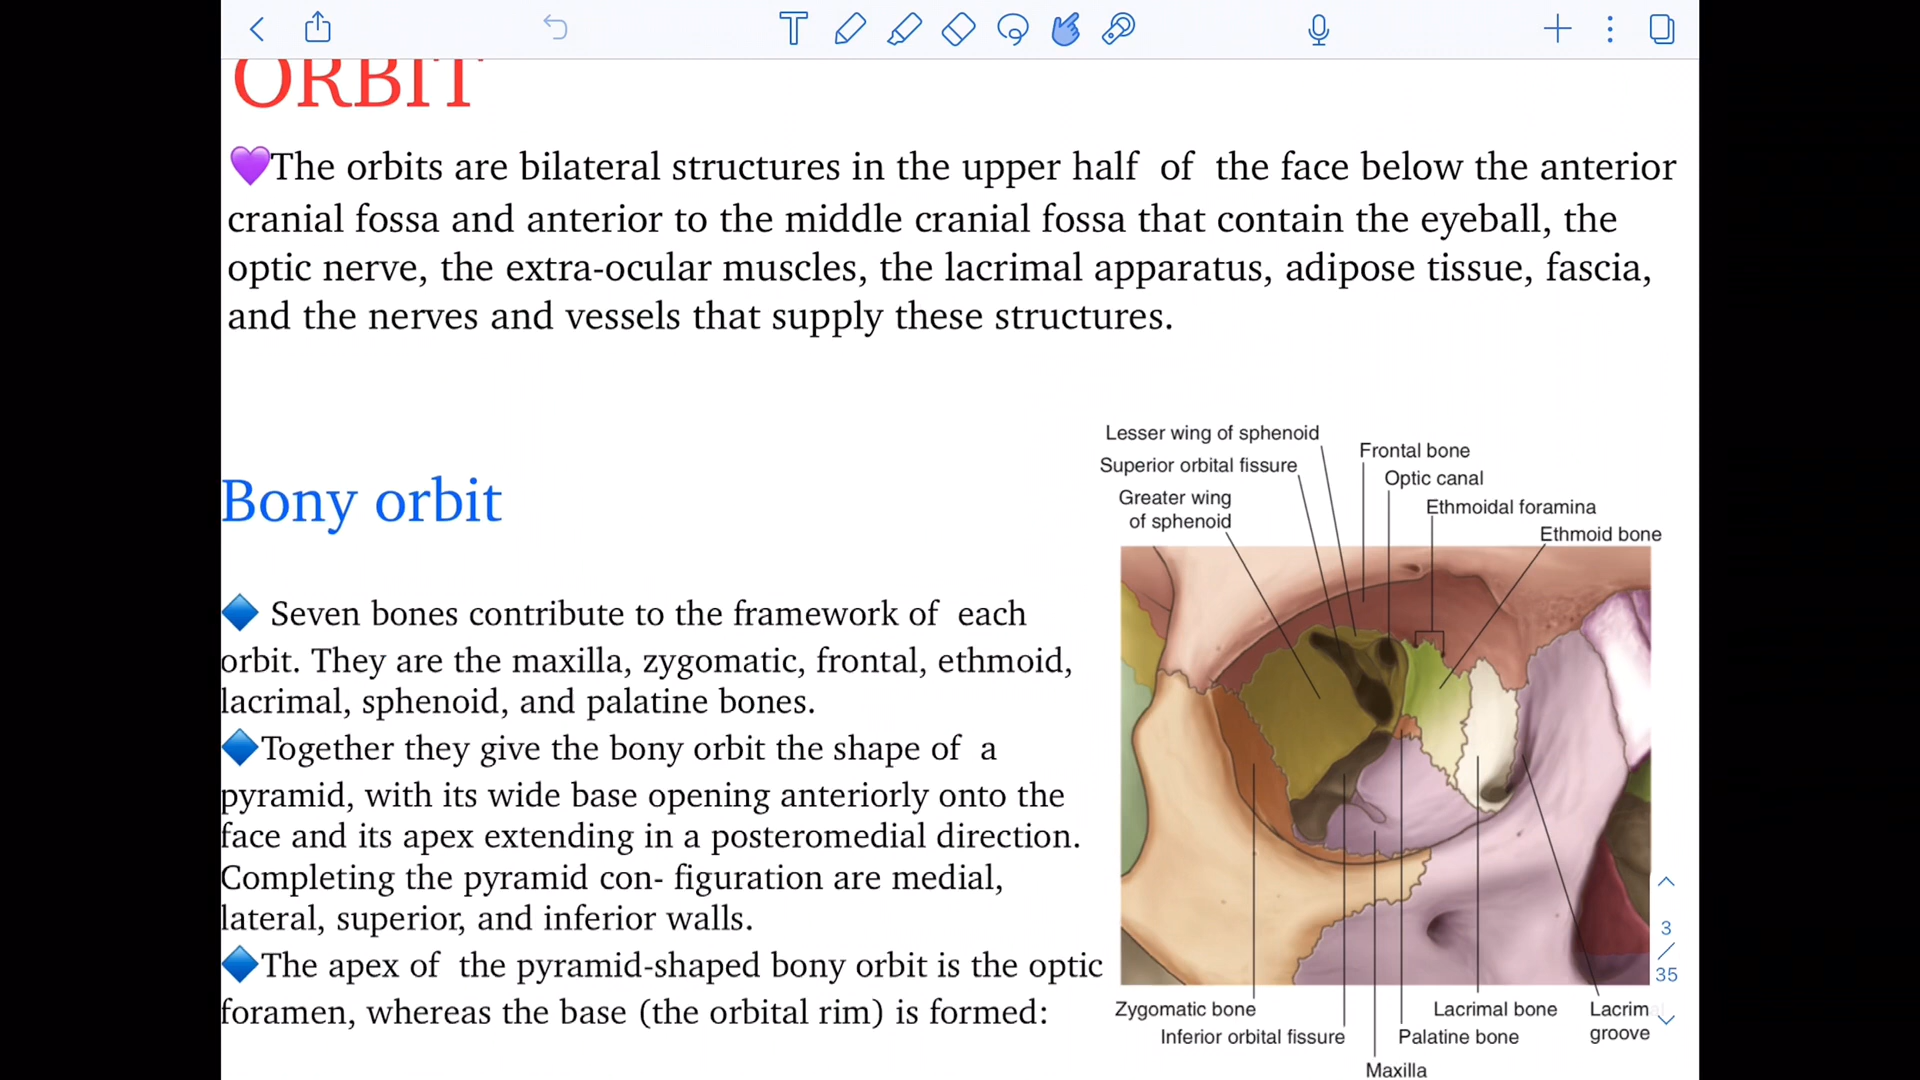 ORBIT
💜The orbits are bilateral structures in the upper half of the face below the anterior
cranial fossa and anterior to the middle cranial fossa that contain the eyeball, the
optic nerve, the extra-ocular muscles, the lacrimal apparatus, adipose tissue, fascia,
and the nerves and vessels that supply these structures.
Bony orbit
🔷 Seven bones contribute to the framework of each
orbit. They are the maxilla, zygomatic, frontal, ethmoid,
lacrimal, sphenoid, and palatine bones.
🔷Together they give the bony orbit the shape of a
pyramid, with its wide base opening anteriorly onto the
face and its apex extending in a posteromedial direction.
Completing the pyramid con- figuration are medial,
lateral, superior, and inferior walls.
🔷The apex of the pyramid-shaped bony orbit is the optic
foramen, whereas the base (the orbital rim) is formed:
Lesser wing of sphenoid
Superior orbital fissure
Greater wing
of sphenoid
Frontal bone
Optic canal
Ethmoidal foramina
Ethmoid bone
Zygomatic bone
Inferior orbital fissure
Maxilla
Palatine bone
Lacrimal bone
Lacrim
groove
3
/
35